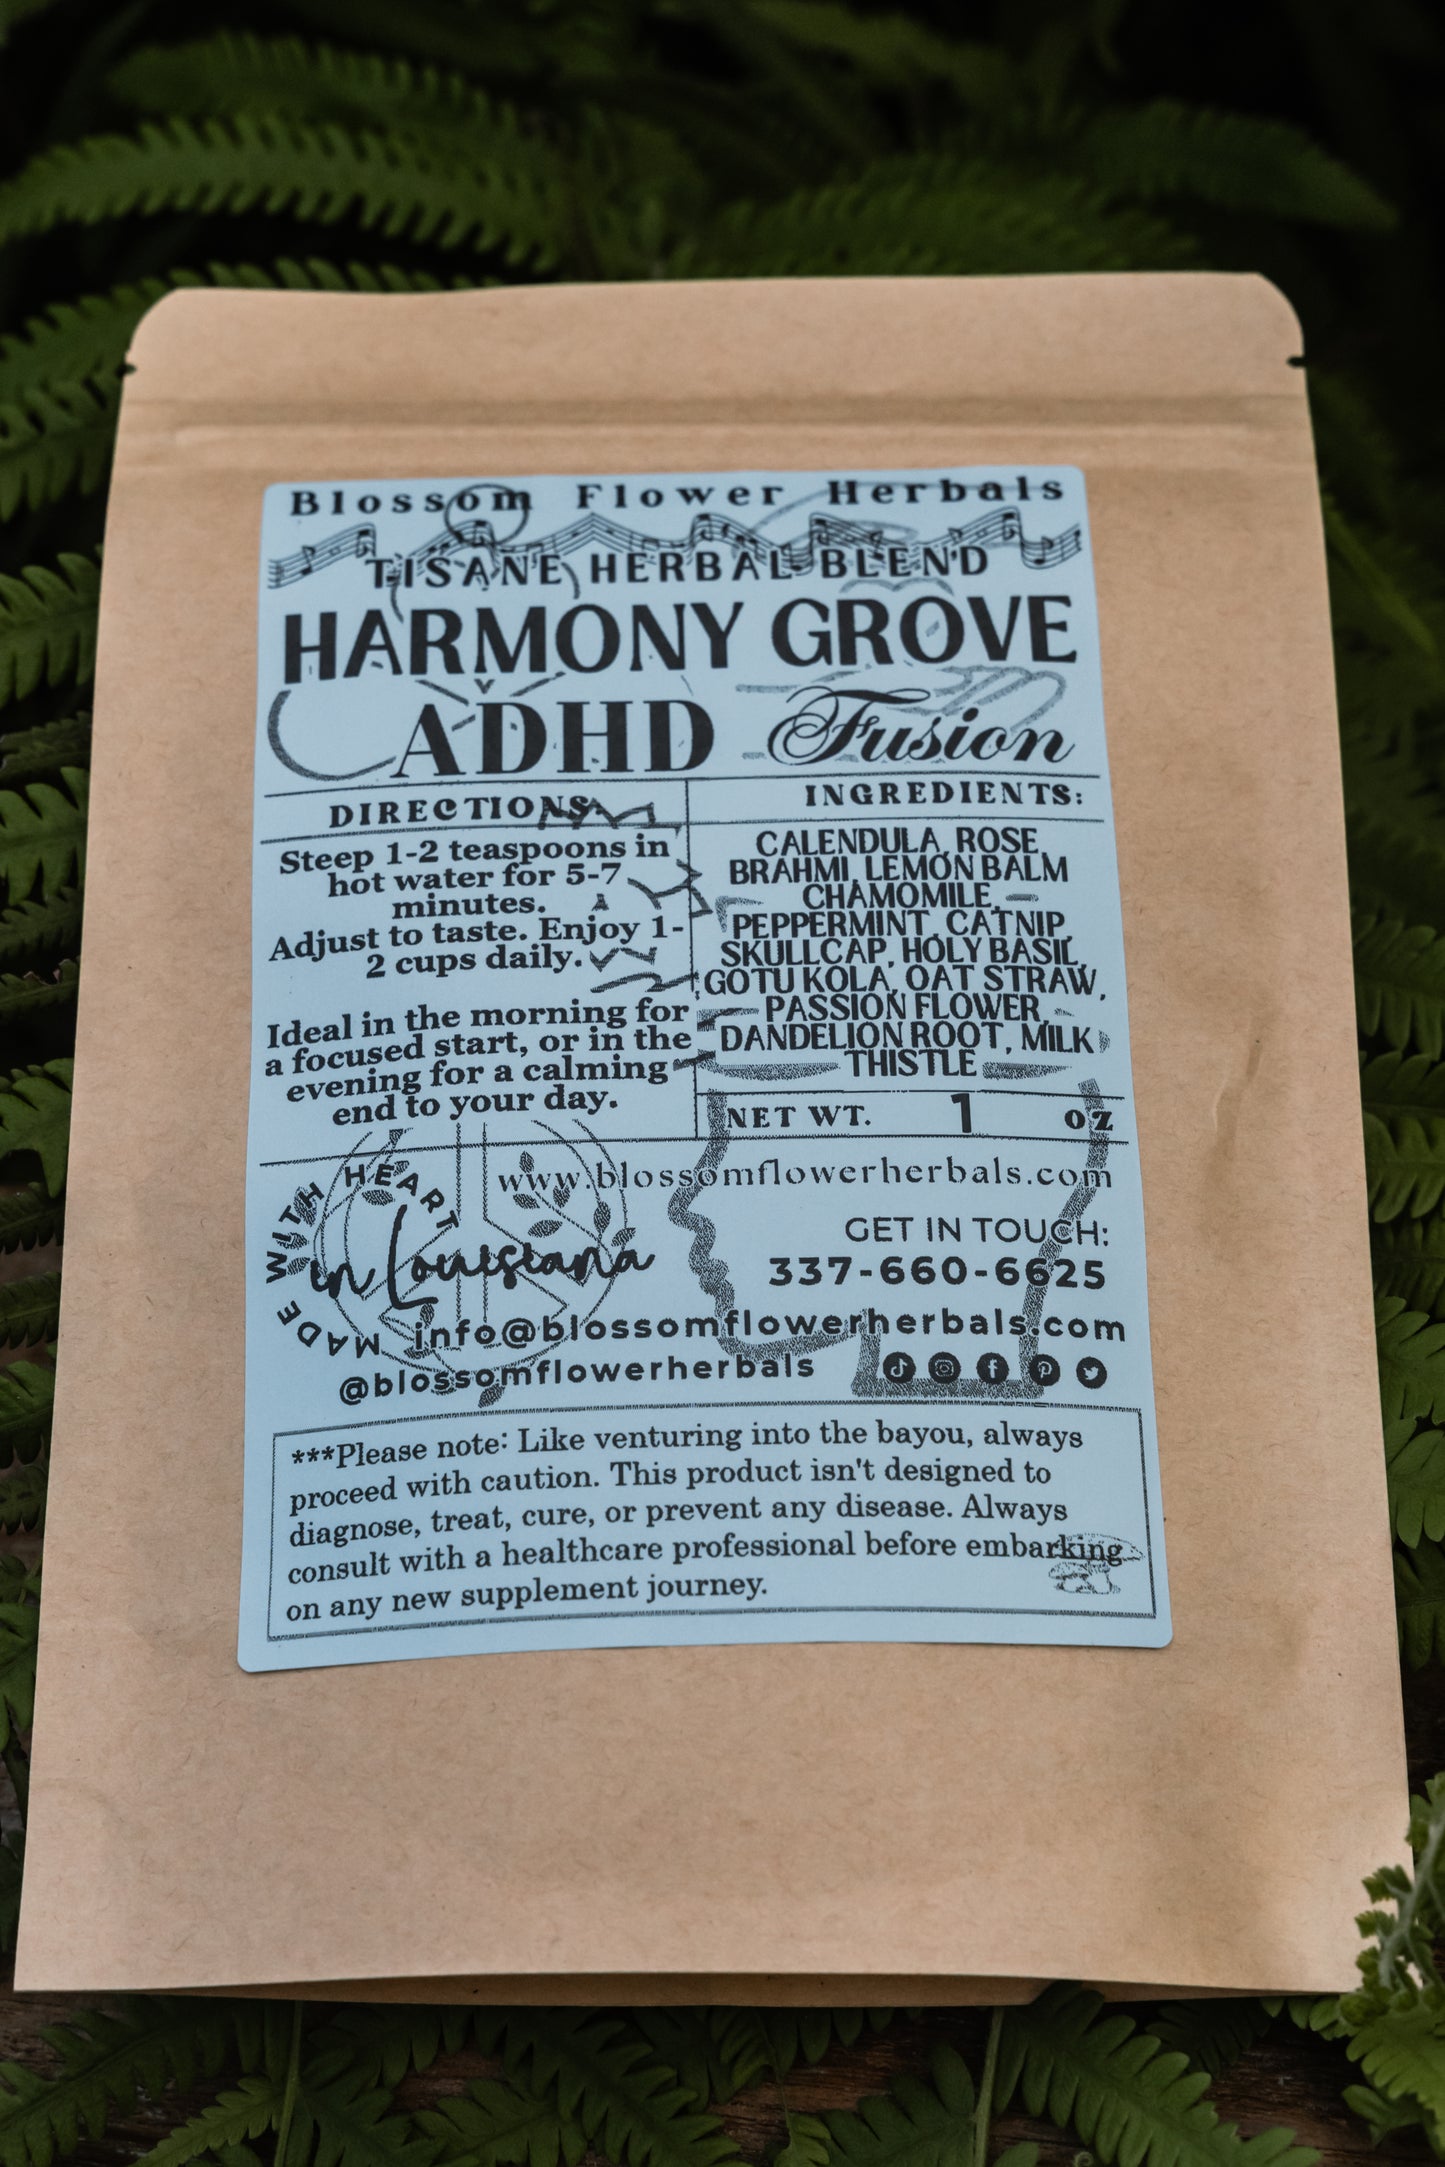 Blossom Flower Herbals
TISANE HERBAL BLEND
HARMONY GROVE
ADHD Fusion
DIRECTIONS:
Steep 1-2 teaspoons in
hot water for 5-7
minutes.
Adjust to taste. Enjoy 1-
2 cups daily.
Ideal in the morning for
a focused start, or in the
evening for a calming
end to your day.
INGREDIENTS:
CALENDULA, ROSE,
BRAHMI, LEMON BALM
CHAMOMILE,
PEPPERMINT, CATNIP,
SKULLCAP, HOLY BASIL,
GOTU KOLA, OAT STRAW,
PASSION FLOWER,
DANDELION ROOT, MILK
THISTLE
NET WT. 1 OZ
MADE WITH HEART
in Louisiana
www.blossomflowerherbals.com
GET IN TOUCH:
337-660-6625
info@blossomflowerherbals.com
@blossomflowerherbals
***Please note: Like venturing into the bayou, always
proceed with caution. This product isn't designed to
diagnose, treat, cure, or prevent any disease. Always
consult with a healthcare professional before embarking
on any new supplement journey.